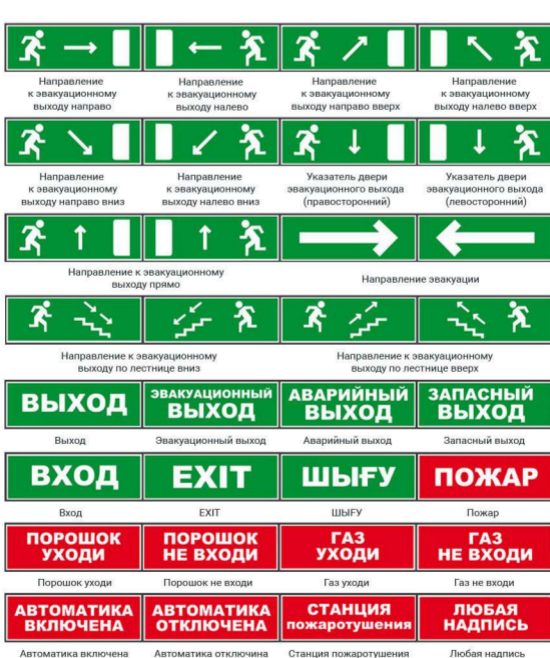 Направление
к эвакуационному
выходу направо
Направление
к эвакуационному
выходу налево
Направление
к эвакуационному
выходу направо вверх
Направление
к эвакуационному
выходу налево вверх
Направление
к эвакуационному
выходу направо вниз
Направление
к эвакуационному
выходу налево вниз
Указатель двери
эвакуационного выхода
(правосторонний)
Указатель двери
эвакуационного выхода
(левосторонний)
Направление к эвакуационному
выходу прямо
Направление эвакуации
Направление к эвакуационному
выходу по лестнице вниз
Направление к эвакуационному
выходу по лестнице вверх
ВЫХОД
ЭВАКУАЦИОННЫЙ
ВЫХОД
АВАРИЙНЫЙ
ВЫХОД
ЗАПАСНЫЙ
ВЫХОД
Выход
Эвакуационный выход
Аварийный выход
Запасный выход
ВХОД
EXIT
ШЫҒУ
ПОЖАР
Вход
EXIT
ШЫҒУ
Пожар
ПОРОШОК
УХОДИ
ПОРОШОК
НЕ ВХОДИ
ГАЗ
УХОДИ
ГАЗ
НЕ ВХОДИ
Порошок уходи
Порошок не входи
Газ уходи
Газ не входи
АВТОМАТИКА
ВКЛЮЧЕНА
АВТОМАТИКА
ОТКЛЮЧЕНА
СТАНЦИЯ
пожаротушения
ЛЮБАЯ
НАДПИСЬ
Автоматика включена
Автоматика отключина
Станция пожаротушения
Любая надпись